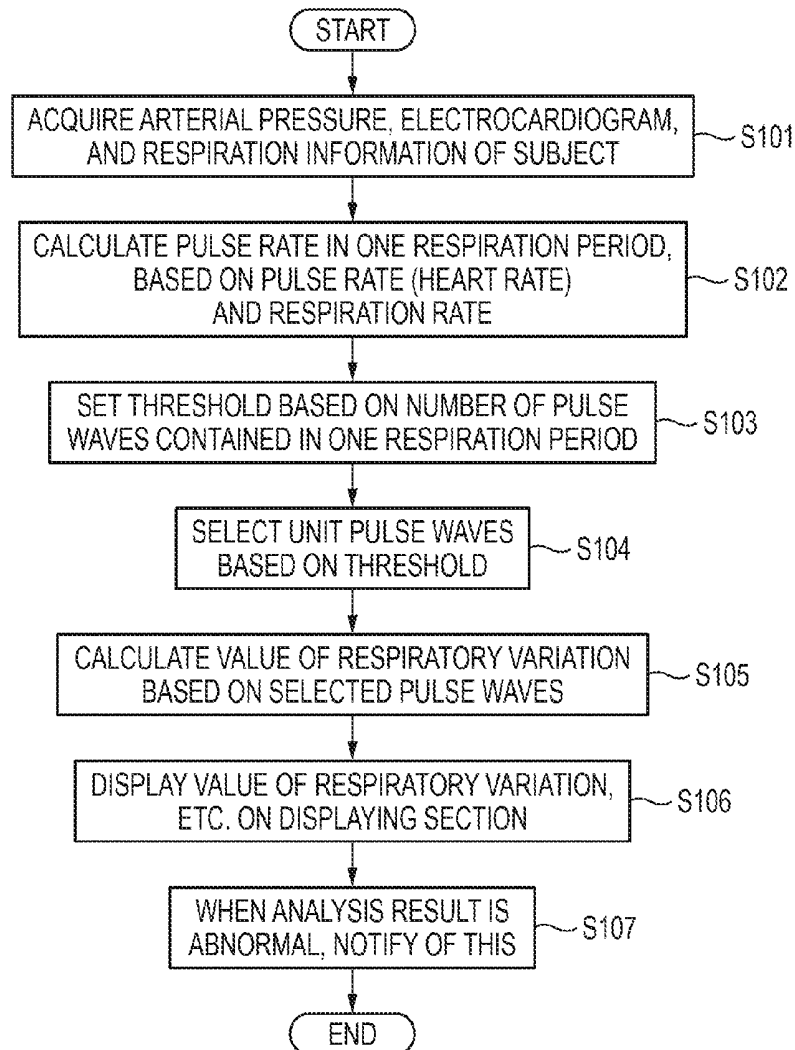 START
ACQUIRE ARTERIAL PRESSURE, ELECTROCARDIOGRAM,
AND RESPIRATION INFORMATION OF SUBJECT
S101
CALCULATE PULSE RATE IN ONE RESPIRATION PERIOD,
BASED ON PULSE RATE (HEART RATE)
AND RESPIRATION RATE
S102
SET THRESHOLD BASED ON NUMBER OF PULSE
WAVES CONTAINED IN ONE RESPIRATION PERIOD
S103
SELECT UNIT PULSE WAVES
BASED ON THRESHOLD
S104
CALCULATE VALUE OF RESPIRATORY VARIATION
BASED ON SELECTED PULSE WAVES
S105
DISPLAY VALUE OF RESPIRATORY VARIATION,
ETC. ON DISPLAYING SECTION
S106
WHEN ANALYSIS RESULT IS
ABNORMAL, NOTIFY OF THIS
S107
END